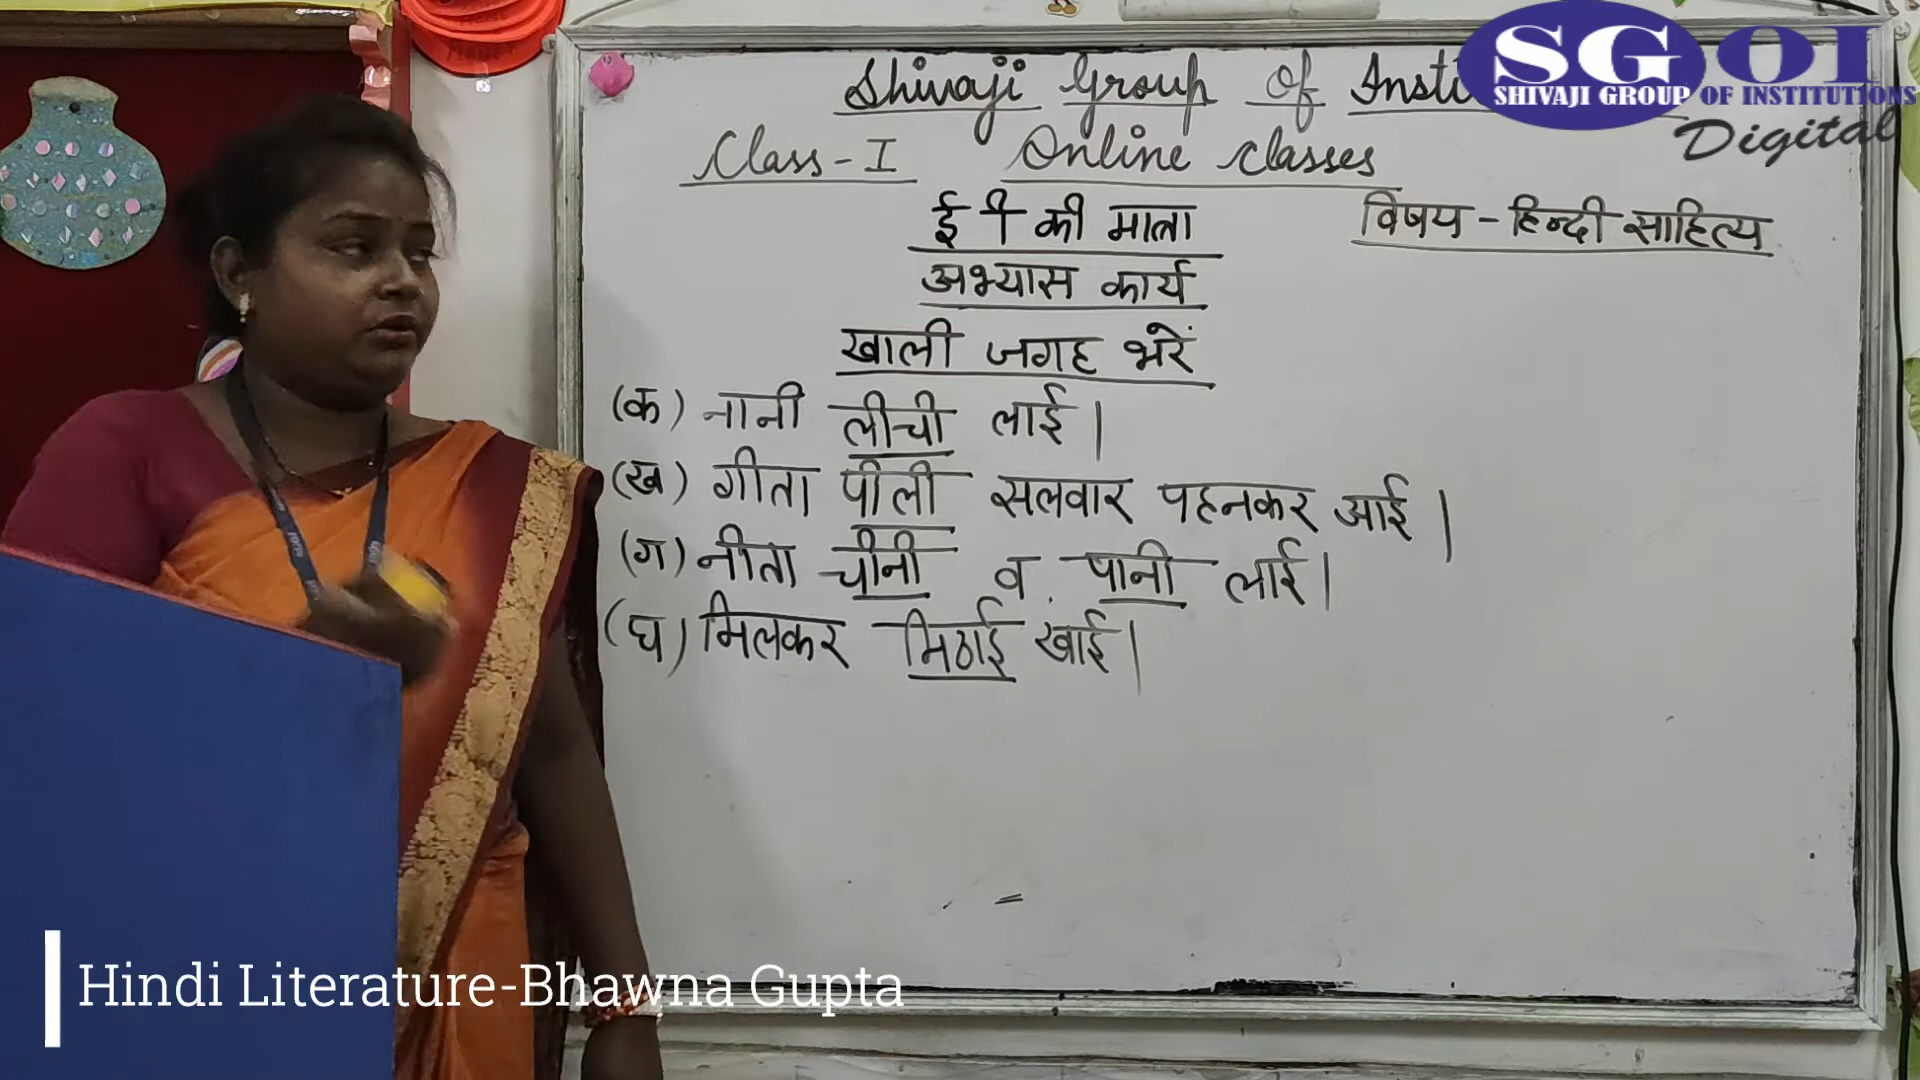 Shivaji Group Of Insti
SGOI
SHIVAJI GROUP OF INSTITUTIONS
Digital
Class-I Online classes
ई ी की मात्रा
विषय-हिन्दी साहित्य
अभ्यास कार्य
खाली जगह भरें
(क) नानी लीची लाई।
(ख) गीता पीली सलवार पहनकर आई।
(ग) नीता चीनी व पानी लाई।
(घ) मिलकर मिठाई खाई।
Hindi Literature-Bhawna Gupta